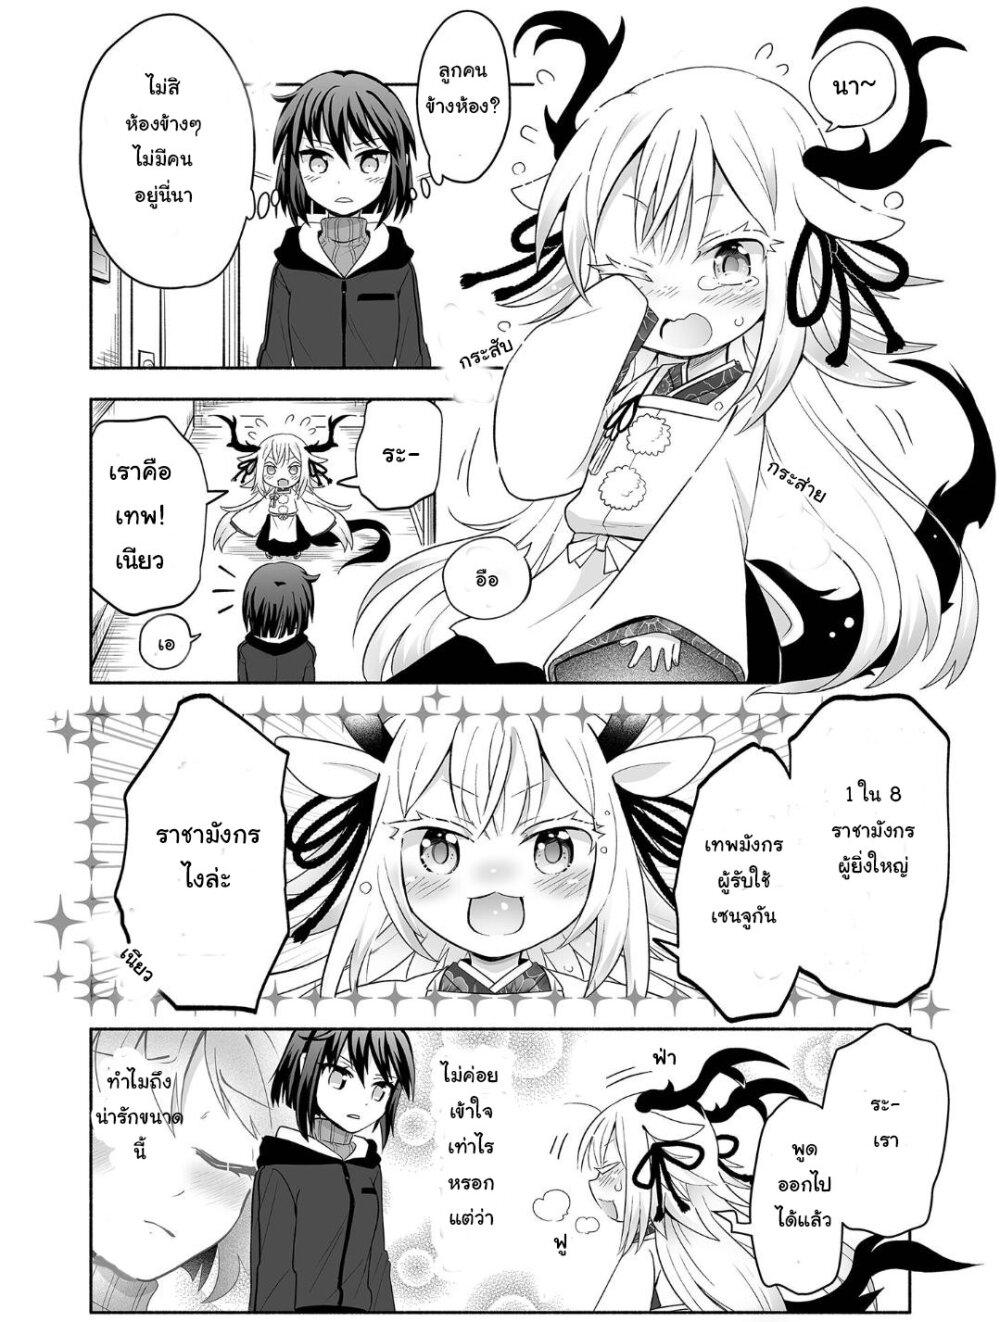 ลูกคน
ข้างห้อง?
ไม่สิ
ห้องข้างๆ
ไม่มีคน
อยู่นี่นา
นา~
กระสับ
กระส่าย
อือ
ระ-
เราคือ
เทพ!
เนียว
เอ
1 ใน 8
ราชามังกร
ผู้ยิ่งใหญ่
เทพมังกร
ผู้รับใช้
เซนจูกัน
ราชามังกร
ไงล่ะ
เนียว
ระ-
เรา
พูด
ออกไป
ได้แล้ว
ฟ่า
ฟู
ไม่ค่อย
เข้าใจ
เท่าไร
หรอก
แต่ว่า
ทำไมถึง
น่ารักขนาด
นี้